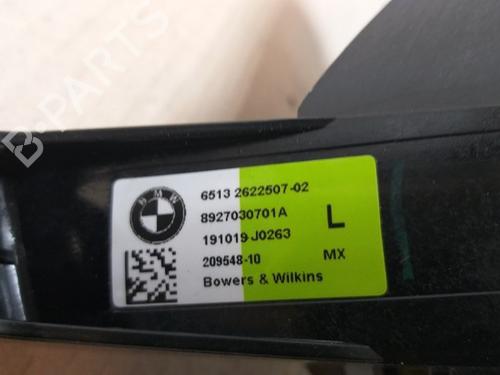 BMW
6513 2622507-02
8927030701A
L
191019-J0263
209548-10
MX
Bowers & Wilkins
B-PARTS